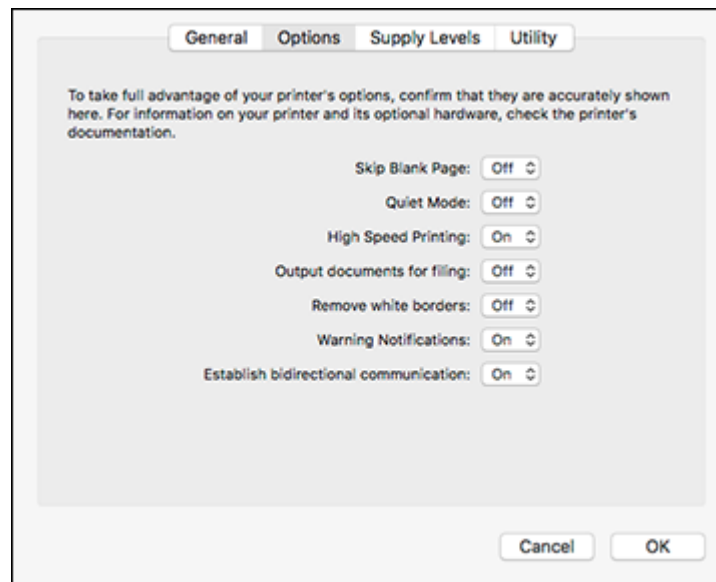 General Options Supply Levels Utility
To take full advantage of your printer's options, confirm that they are accurately shown
here. For information on your printer and its optional hardware, check the printer's
documentation.
Skip Blank Page: Off
Quiet Mode: Off
High Speed Printing: On
Output documents for filing: Off
Remove white borders: Off
Warning Notifications: On
Establish bidirectional communication: On
Cancel OK